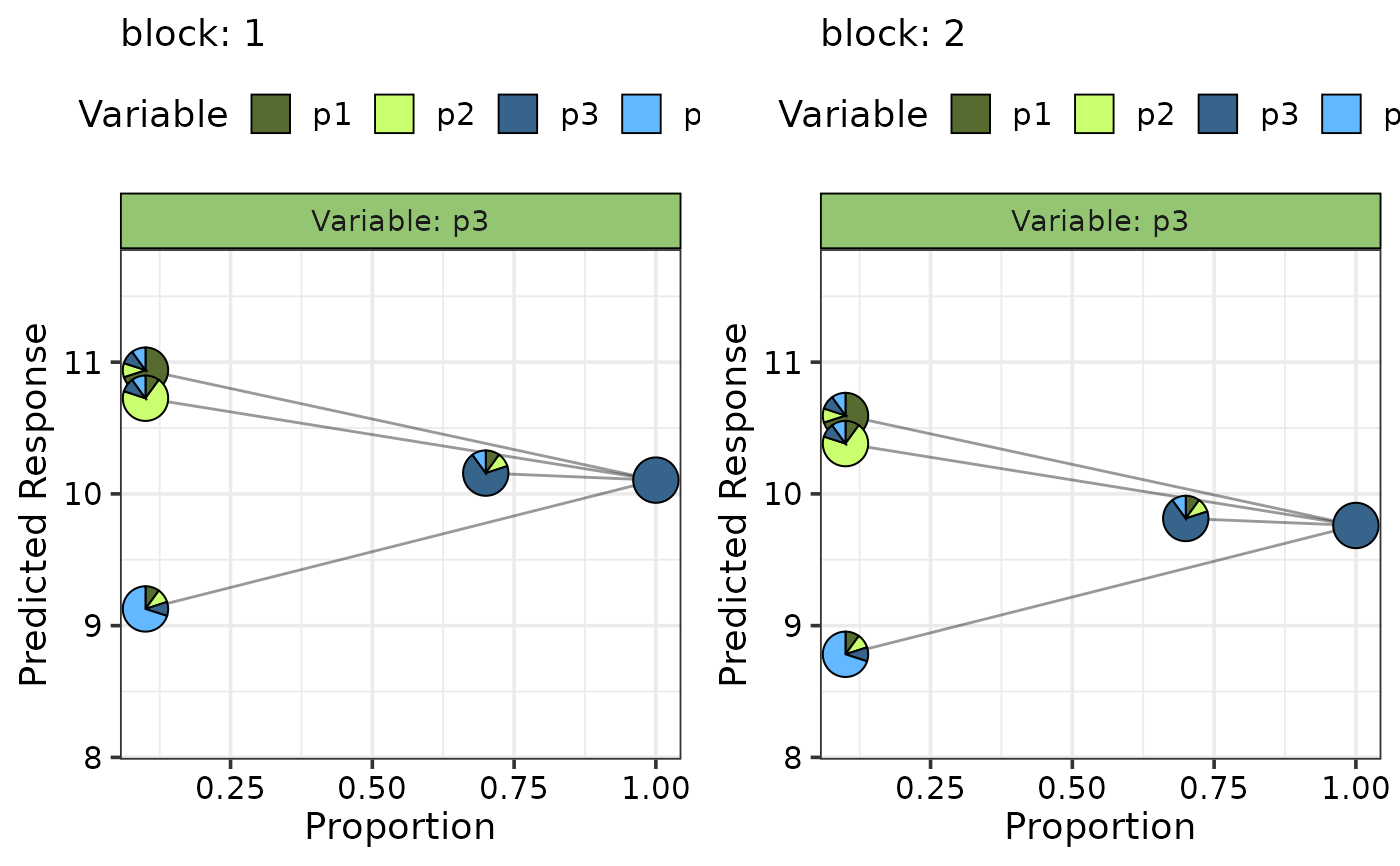 block: 1
Variable p1 p2 p3 p
Variable: p3
Predicted Response
11
10
9
8
0.25 0.50 0.75 1.00
Proportion
block: 2
Variable p1 p2 p3 p
Variable: p3
Predicted Response
11
10
9
8
0.25 0.50 0.75 1.00
Proportion